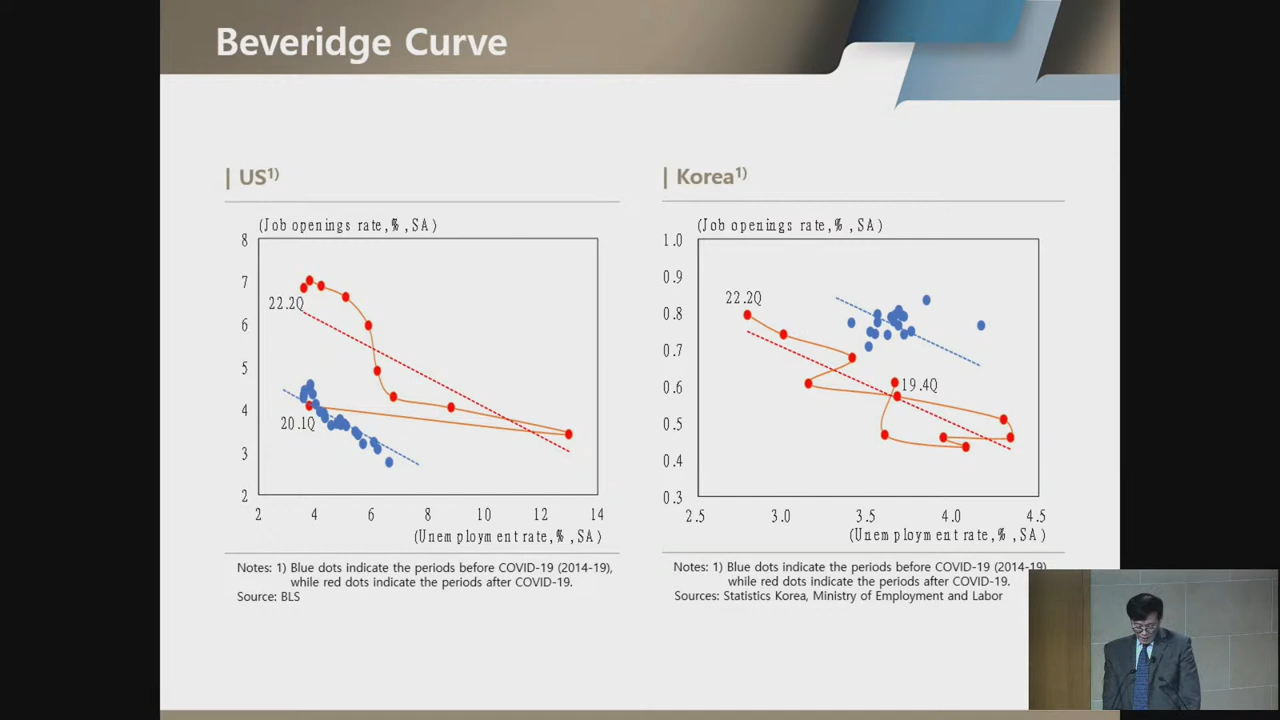 Beveridge Curve
| US1)
(Job openings rate,%,SA)
8
7
6
5
4
3
2
22.2Q
20.1Q
2 4 6 8 10 12 14
(Unemployment rate,%,SA)
Notes: 1) Blue dots indicate the periods before COVID-19 (2014-19),
while red dots indicate the periods after COVID-19.
Source: BLS
| Korea1)
(Job openings rate,%,SA)
1.0
0.9
0.8
0.7
0.6
0.5
0.4
0.3
22.2Q
19.4Q
2.5 3.0 3.5 4.0 4.5
(Unemployment rate,%,SA)
Notes: 1) Blue dots indicate the periods before COVID-19 (2014-19)
while red dots indicate the periods after COVID-19.
Sources: Statistics Korea, Ministry of Employment and Labor